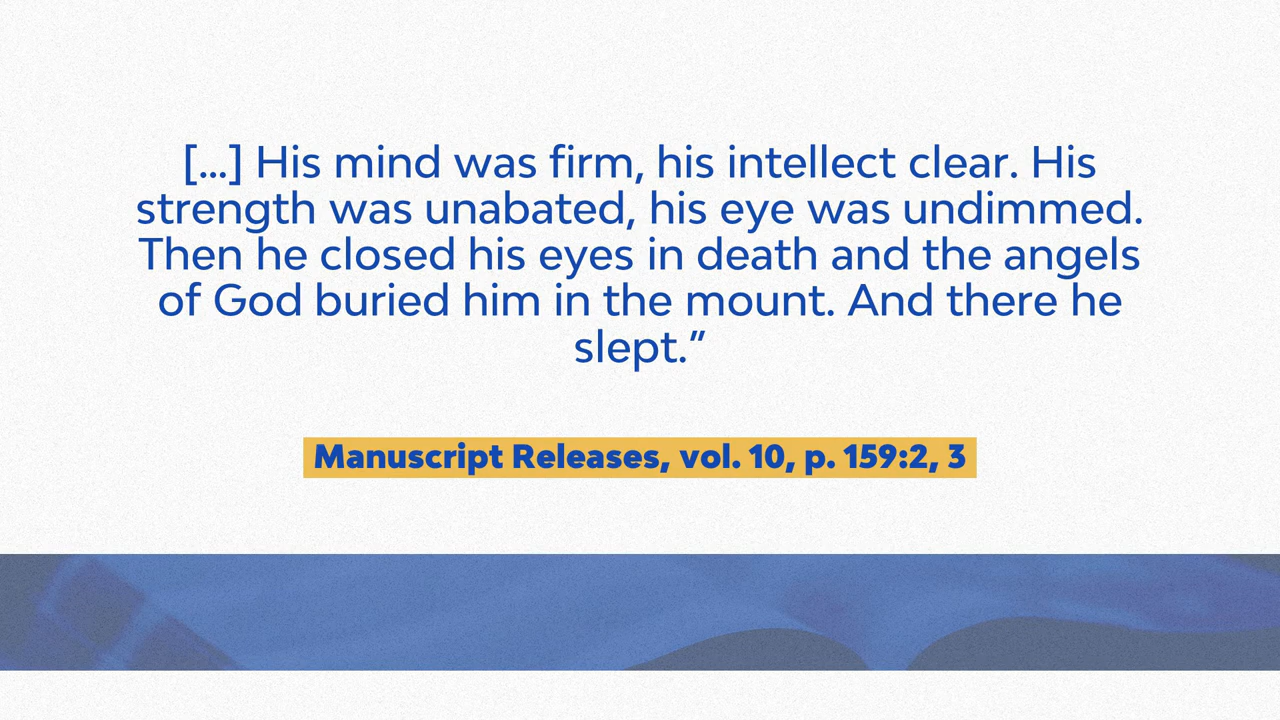 [...] His mind was firm, his intellect clear. His
strength was unabated, his eye was undimmed.
Then he closed his eyes in death and the angels
of God buried him in the mount. And there he
slept.”
Manuscript Releases, vol. 10, p. 159:2, 3